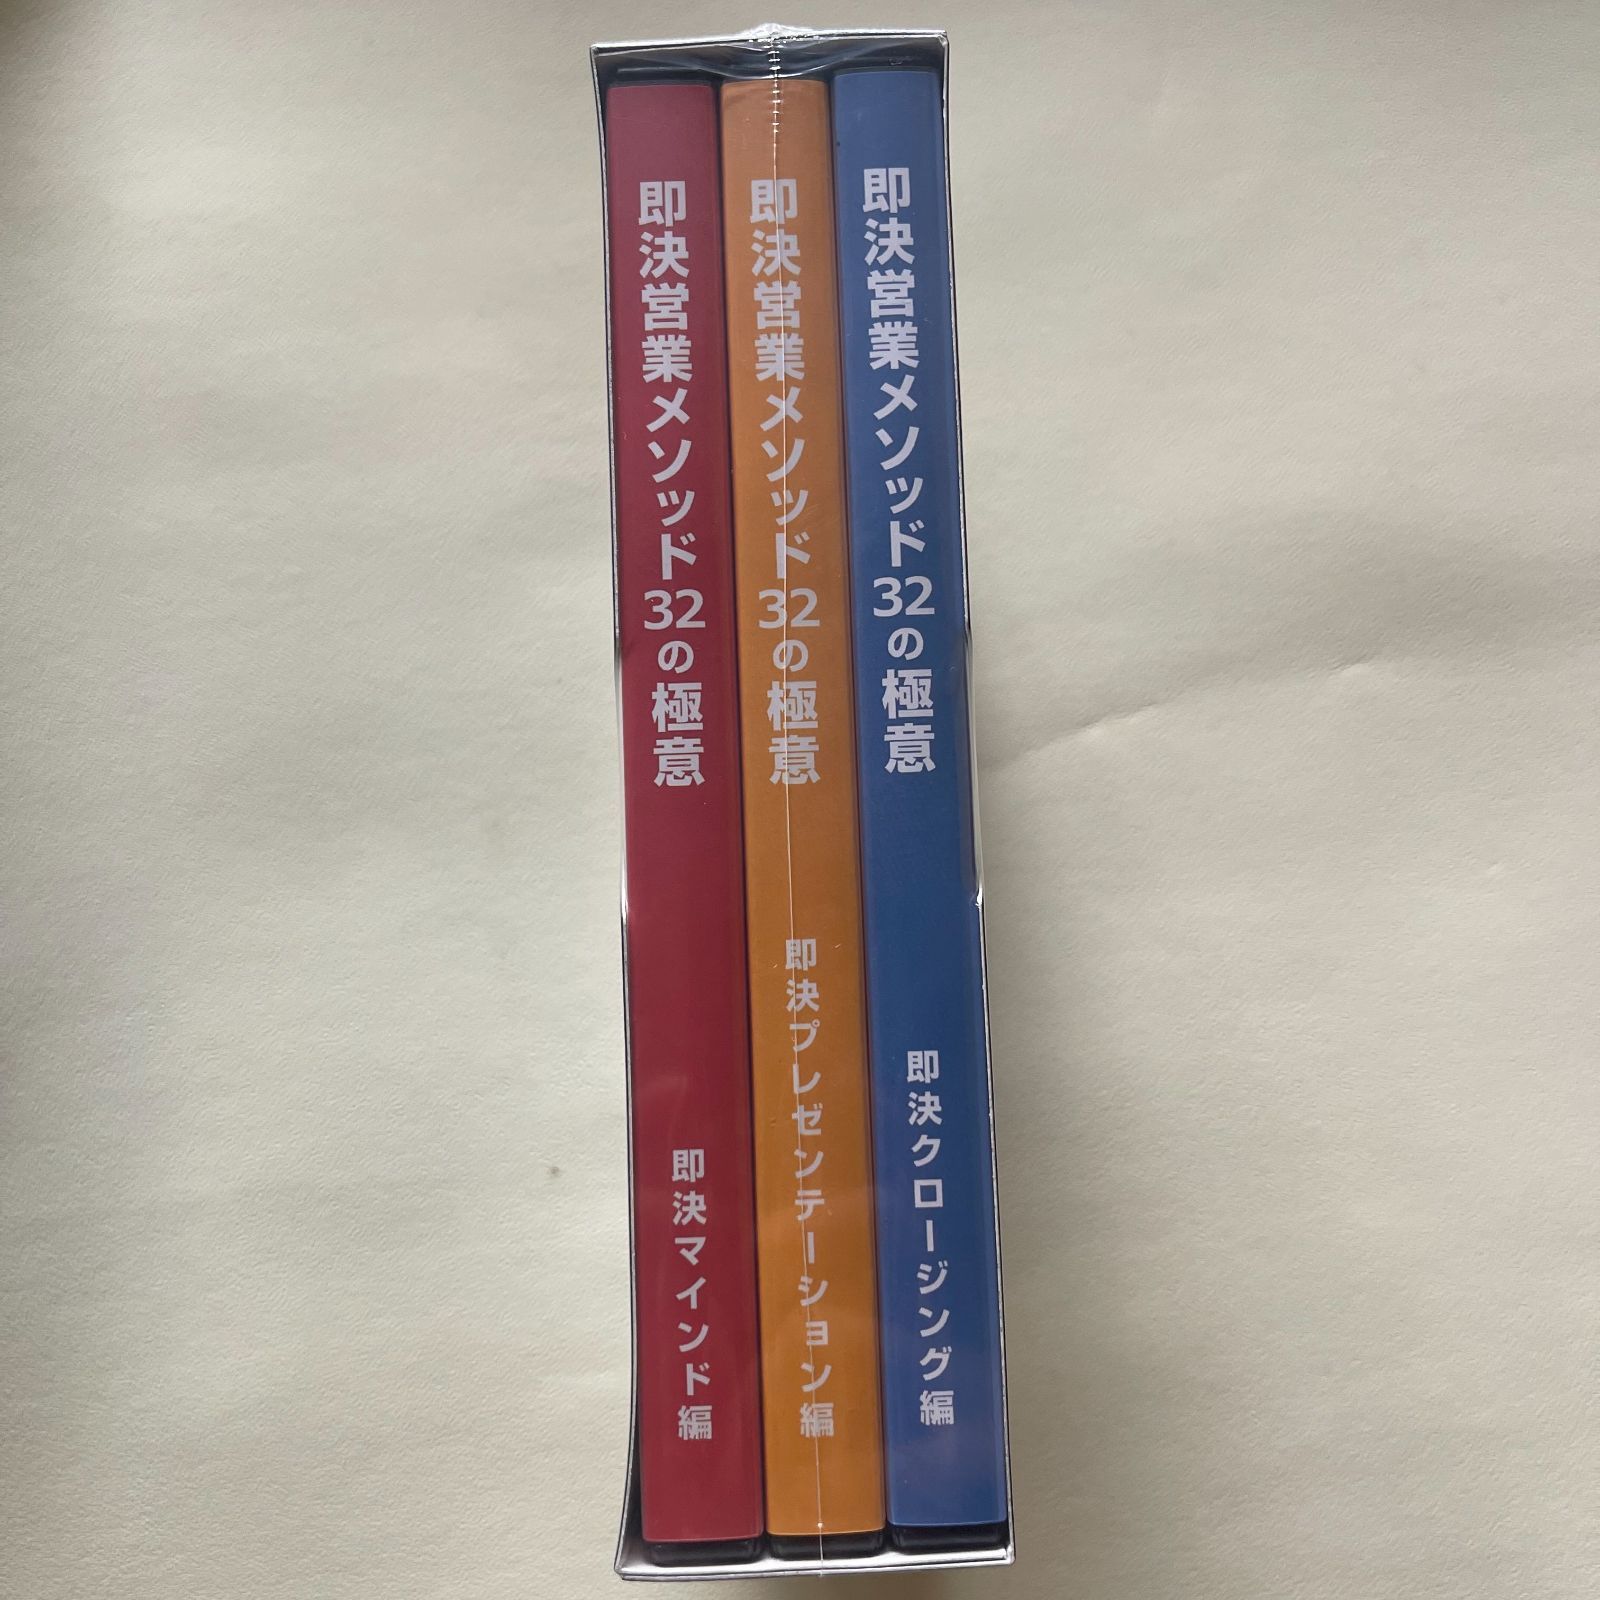 即決営業メソッド32の極意
即決マインド編
即決営業メソッド32の極意
即決プレゼンテーション編
即決営業メソッド32の極意
即決クロージング編